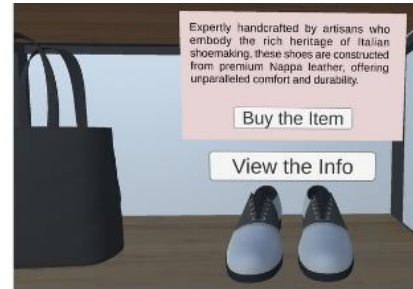 Expertly handcrafted by artisans who
embody the rich heritage of Italian
shoemaking, these shoes are constructed
from premium Nappa leather, offering
unparalleled comfort and durability.
Buy the Item
View the Info